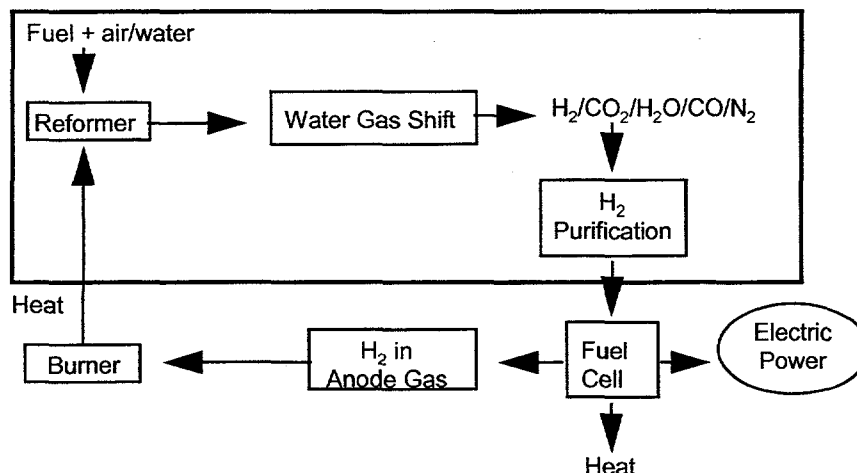 Fuel + air/water
Reformer
Water Gas Shift
H₂/CO₂/H₂O/CO/N₂
H₂
Purification
Heat
Burner
H₂ in
Anode Gas
Fuel
Cell
Electric
Power
Heat